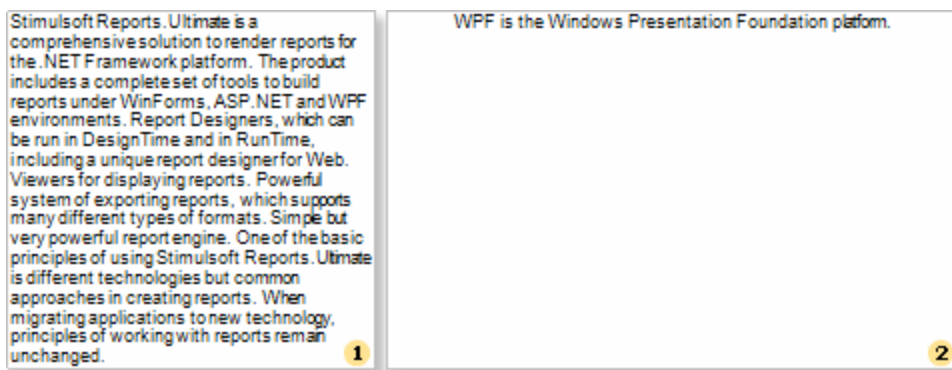 Stimulsoft Reports.Ultimate is a
comprehensive solution to render reports for
the .NET Framework platform. The product
includes a complete set of tools to build
reports under WinForms, ASP.NET and WPF
environments. Report Designers, which can
be run in DesignTime and in RunTime,
including a unique report designer for Web.
Viewers for displaying reports. Powerful
system of exporting reports, which supports
many different types of formats. Simple but
very powerful report engine. One of the basic
principles of using Stimulsoft Reports.Ultimate
is different technologies but common
approaches in creating reports. When
migrating applications to new technology,
principles of working with reports remain
unchanged.
1
WPF is the Windows Presentation Foundation platform.
2